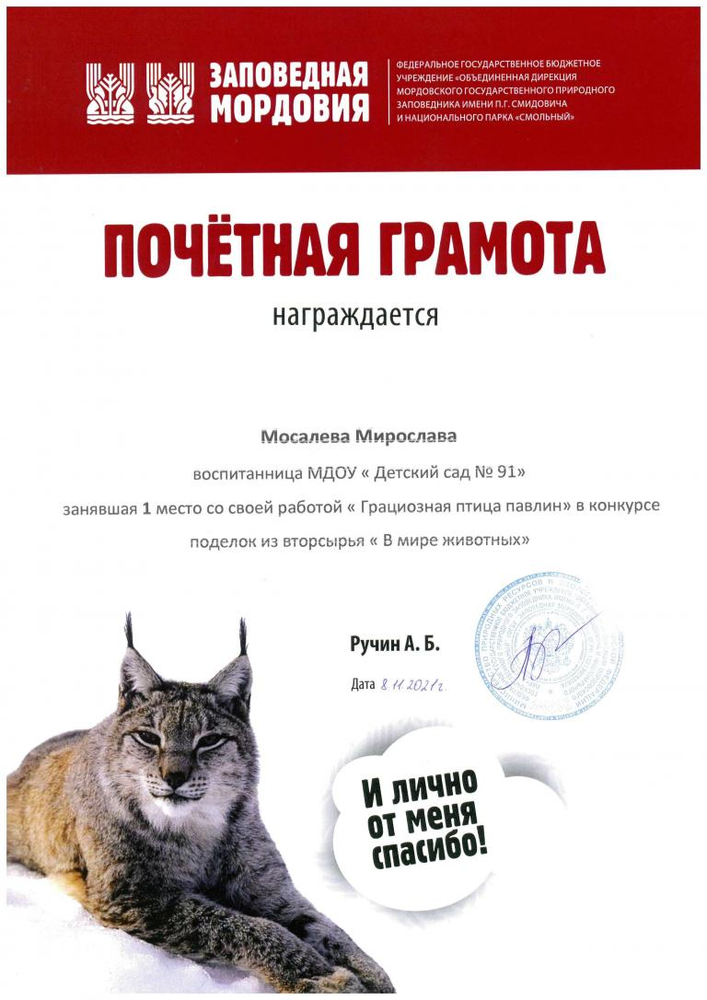 ЗАПОВЕДНАЯ
МОРДОВИЯ
ФЕДЕРАЛЬНОЕ ГОСУДАРСТВЕННОЕ БЮДЖЕТНОЕ
УЧРЕЖДЕНИЕ «ОБЪЕДИНЕННАЯ ДИРЕКЦИЯ
МОРДОВСКОГО ГОСУДАРСТВЕННОГО ПРИРОДНОГО
ЗАПОВЕДНИКА ИМЕНИ П.Г. СМИДОВИЧА
И НАЦИОНАЛЬНОГО ПАРКА «СМОЛЬНЫЙ»
ПОЧЁТНАЯ ГРАМОТА
награждается
Мосалева Мирослава
воспитанница МДОУ « Детский сад № 91»
занявшая 1 место со своей работой « Грациозная птица павлин» в конкурсе
поделок из вторсырья « В мире животных»
Ручин А. Б.
Дата 8.11.2021г.
И лично
от меня
спасибо!